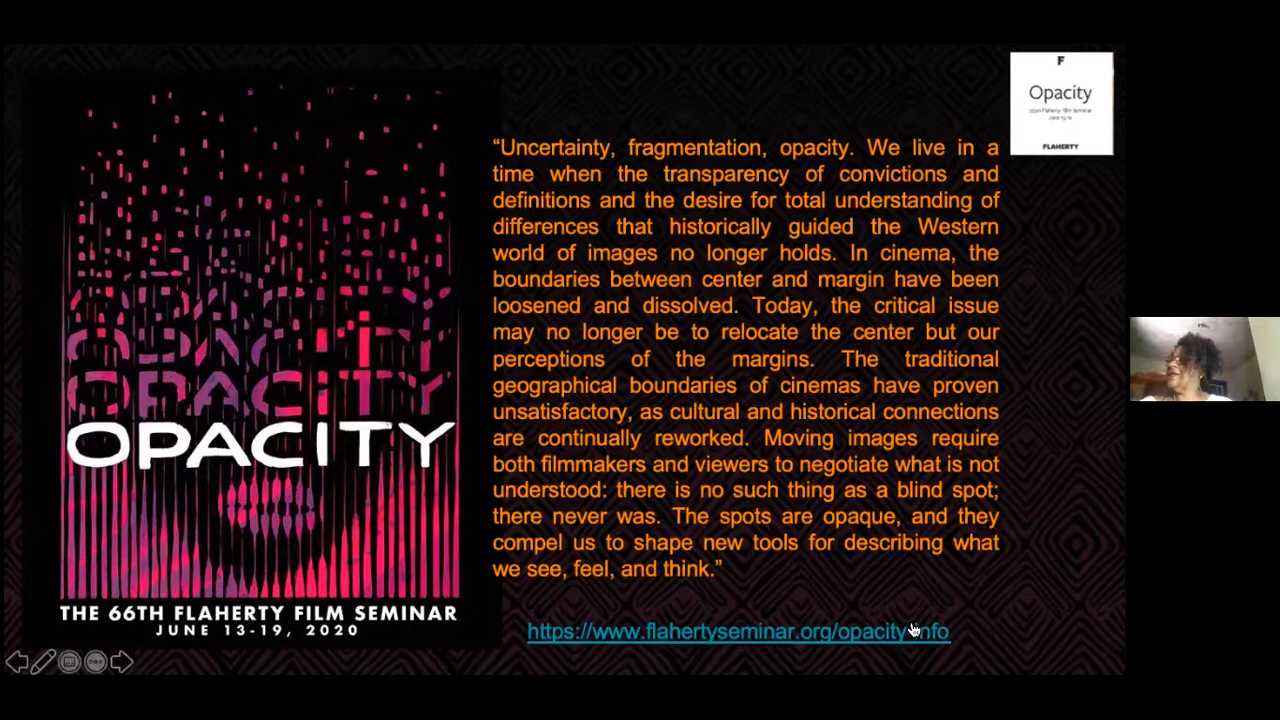 F
Opacity
FLAHERTY
“Uncertainty, fragmentation, opacity. We live in a
time when the transparency of convictions and
definitions and the desire for total understanding of
differences that historically guided the Western
world of images no longer holds. In cinema, the
boundaries between center and margin have been
loosened and dissolved. Today, the critical issue
may no longer be to relocate the center but our
perceptions of the margins. The traditional
geographical boundaries of cinemas have proven
unsatisfactory, as cultural and historical connections
are continually reworked. Moving images require
both filmmakers and viewers to negotiate what is not
understood: there is no such thing as a blind spot;
there never was. The spots are opaque, and they
compel us to shape new tools for describing what
we see, feel, and think.”
OPACITY
OPACITY
OPACITY
THE 66TH FLAHERTY FILM SEMINAR
JUNE 13-19, 2020
https://www.flahertyseminar.org/opacity-info